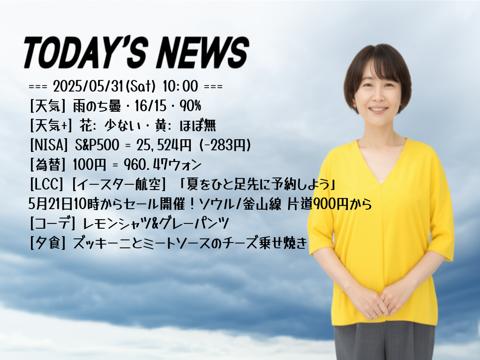 TODAY'S NEWS
=== 2025/05/31(Sat) 10:00 ===
[天気] 雨のち曇・16/15・90%
[天気+] 花: 少ない・黄: ほぼ無
[NISA] S&P500 = 25,524円 (-283円)
[為替] 100円 = 960.47ウォン
[LCC] [イースター航空] 「夏をひと足先に予約しよう」
5月21日10時からセール開催！ソウル/釜山線 片道900円から
[コーデ] レモンシャツ&グレーパンツ
[夕食] ズッキーニとミートソースのチーズ乗せ焼き